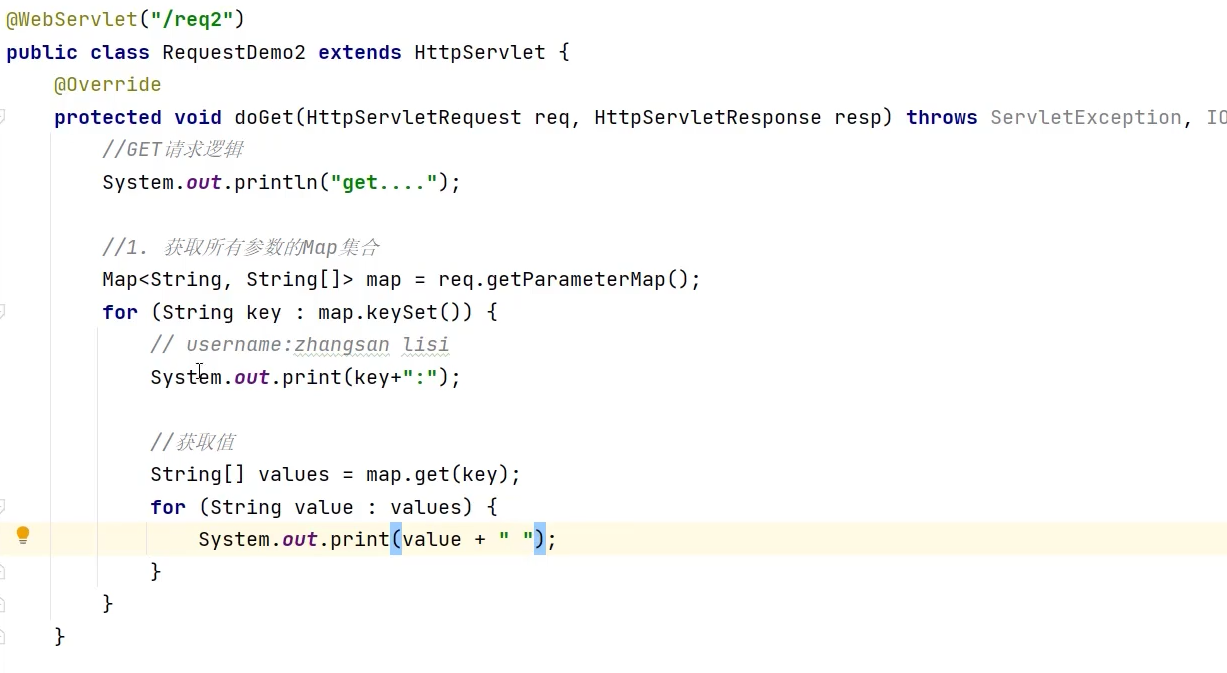 @WebServlet("/req2")
public class RequestDemo2 extends HttpServlet {
@Override
protected void doGet(HttpServletRequest req, HttpServletResponse resp) throws ServletException, IO
//GET请求逻辑
System.out.println("get....");
//1. 获取所有参数的Map集合
Map<String, String[]> map = req.getParameterMap();
for (String key : map.keySet()) {
// username:zhangsan lisi
System.out.print(key+":");
//获取值
String[] values = map.get(key);
for (String value : values) {
System.out.print(value + " ");
}
}
}